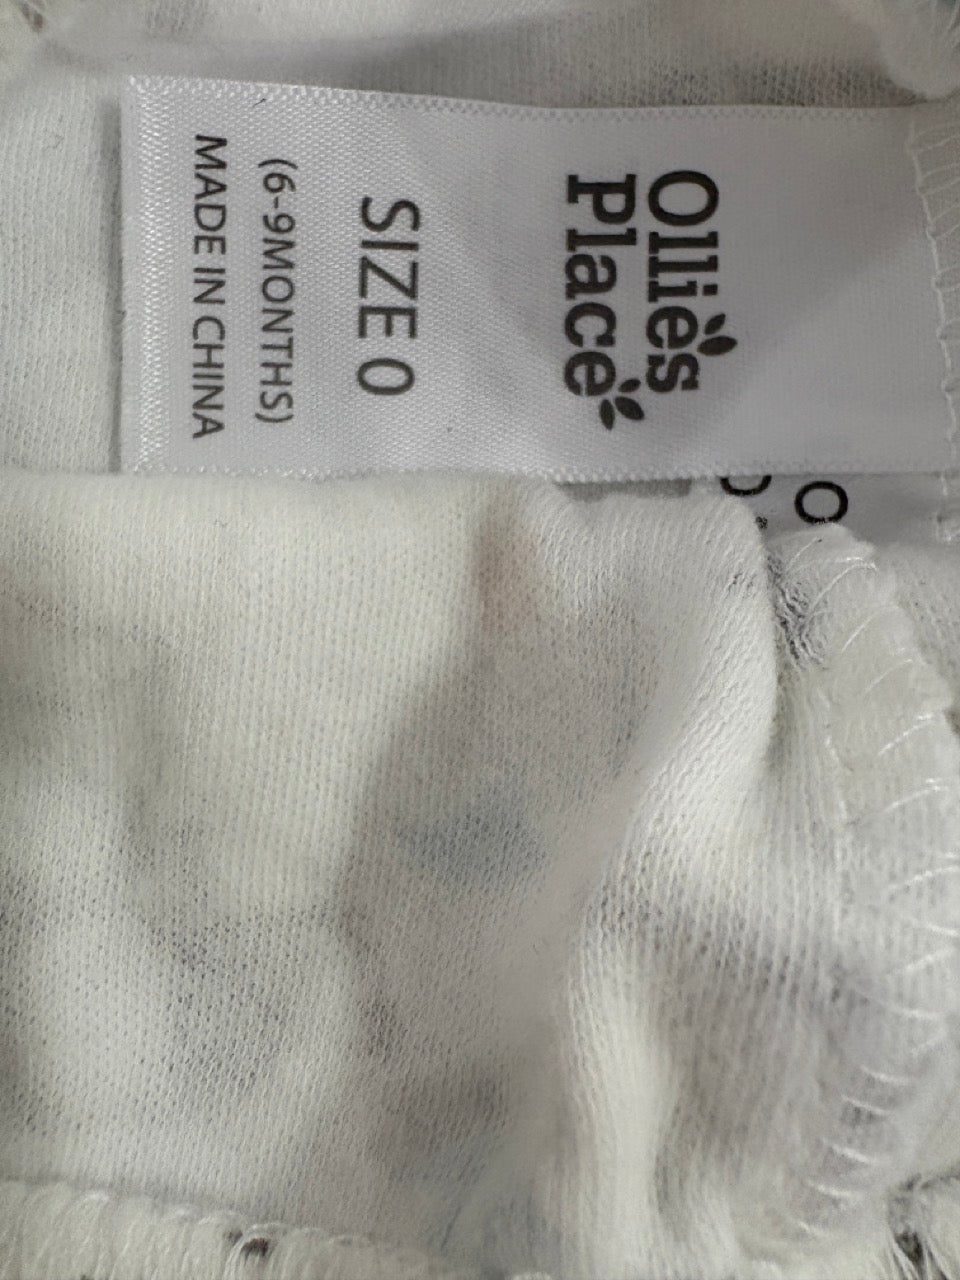 Ollie's
Place
SIZE 0
(6-9MONTHS)
MADE IN CHINA